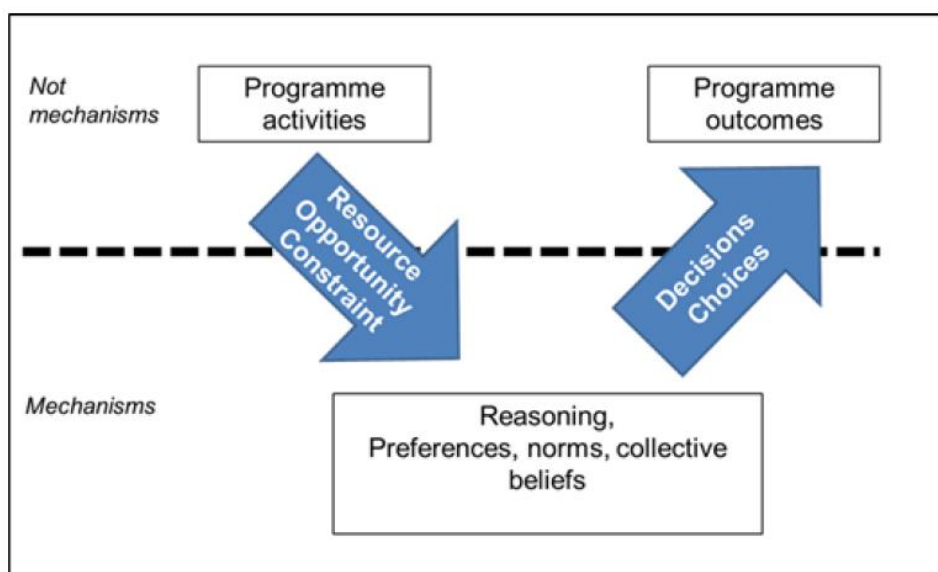 Not
mechanisms
Programme
activities
Programme
outcomes
Resource
Opportunity
Constraint
Decisions
Choices
Mechanisms
Reasoning,
Preferences, norms, collective
beliefs